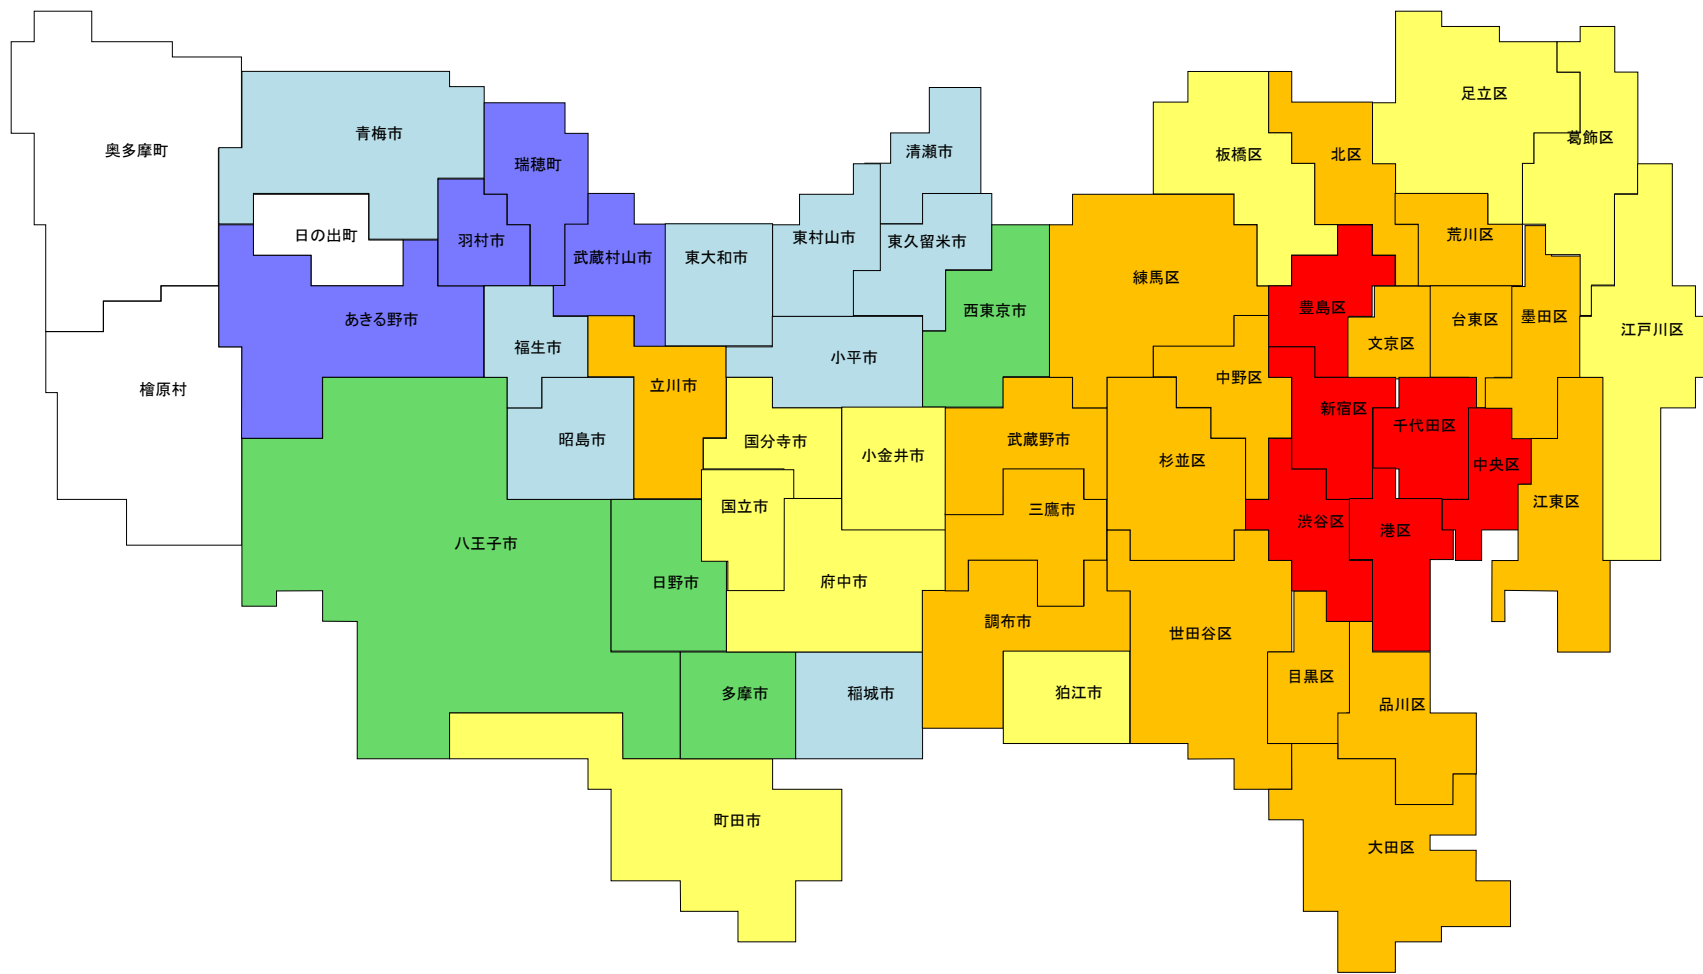 足立区
青梅市
葛飾区
奥多摩町
清瀬市
板橋区
北区
瑞穂町
日の出町
羽村市
武蔵村山市
東大和市
東村山市
東久留米市
荒川区
練馬区
西東京市
豊島区
あきる野市
福生市
台東区
墨田区
江戸川区
小平市
文京区
檜原村
立川市
中野区
新宿区
千代田区
昭島市
国分寺市
小金井市
武蔵野市
杉並区
中央区
国立市
三鷹市
渋谷区
港区
江東区
八王子市
日野市
府中市
調布市
世田谷区
多摩市
稲城市
狛江市
目黒区
品川区
町田市
大田区